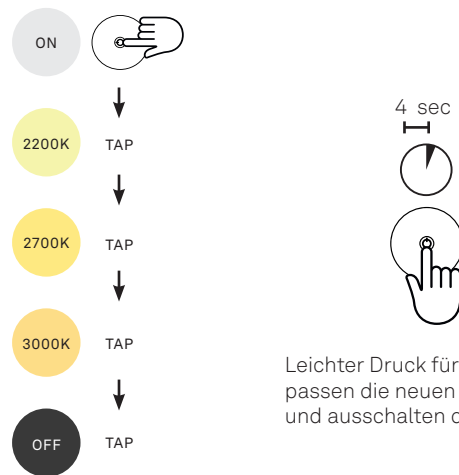 ON
2200K TAP
2700K TAP
3000K TAP
OFF TAP
4 sec
Leichter Druck für
passen die neuen
und ausschalten